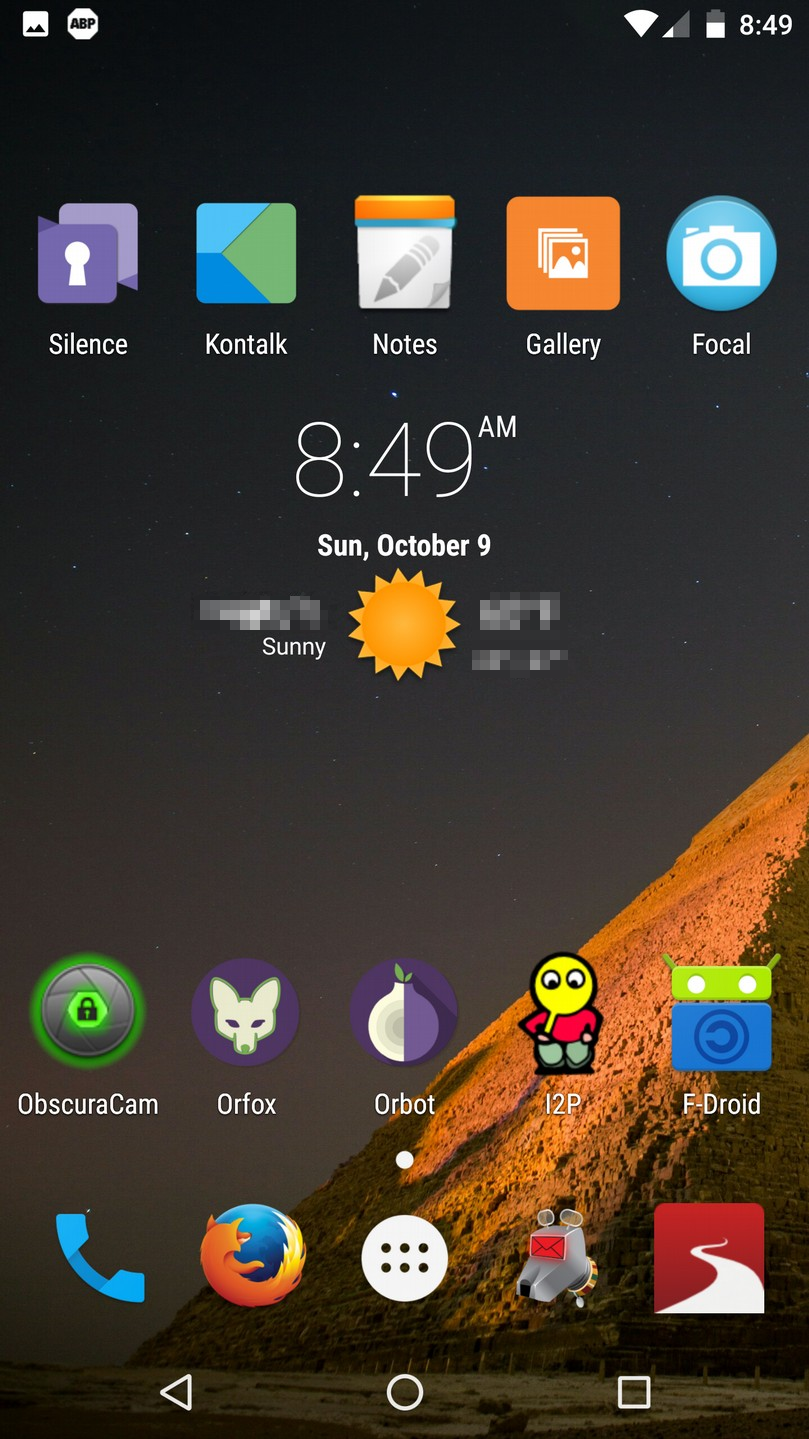 ABP
8:49
Silence
Kontalk
Notes
Gallery
Focal
8:49 AM
Sun, October 9
Sunny
ObscuraCam
Orfox
Orbot
I2P
F-Droid